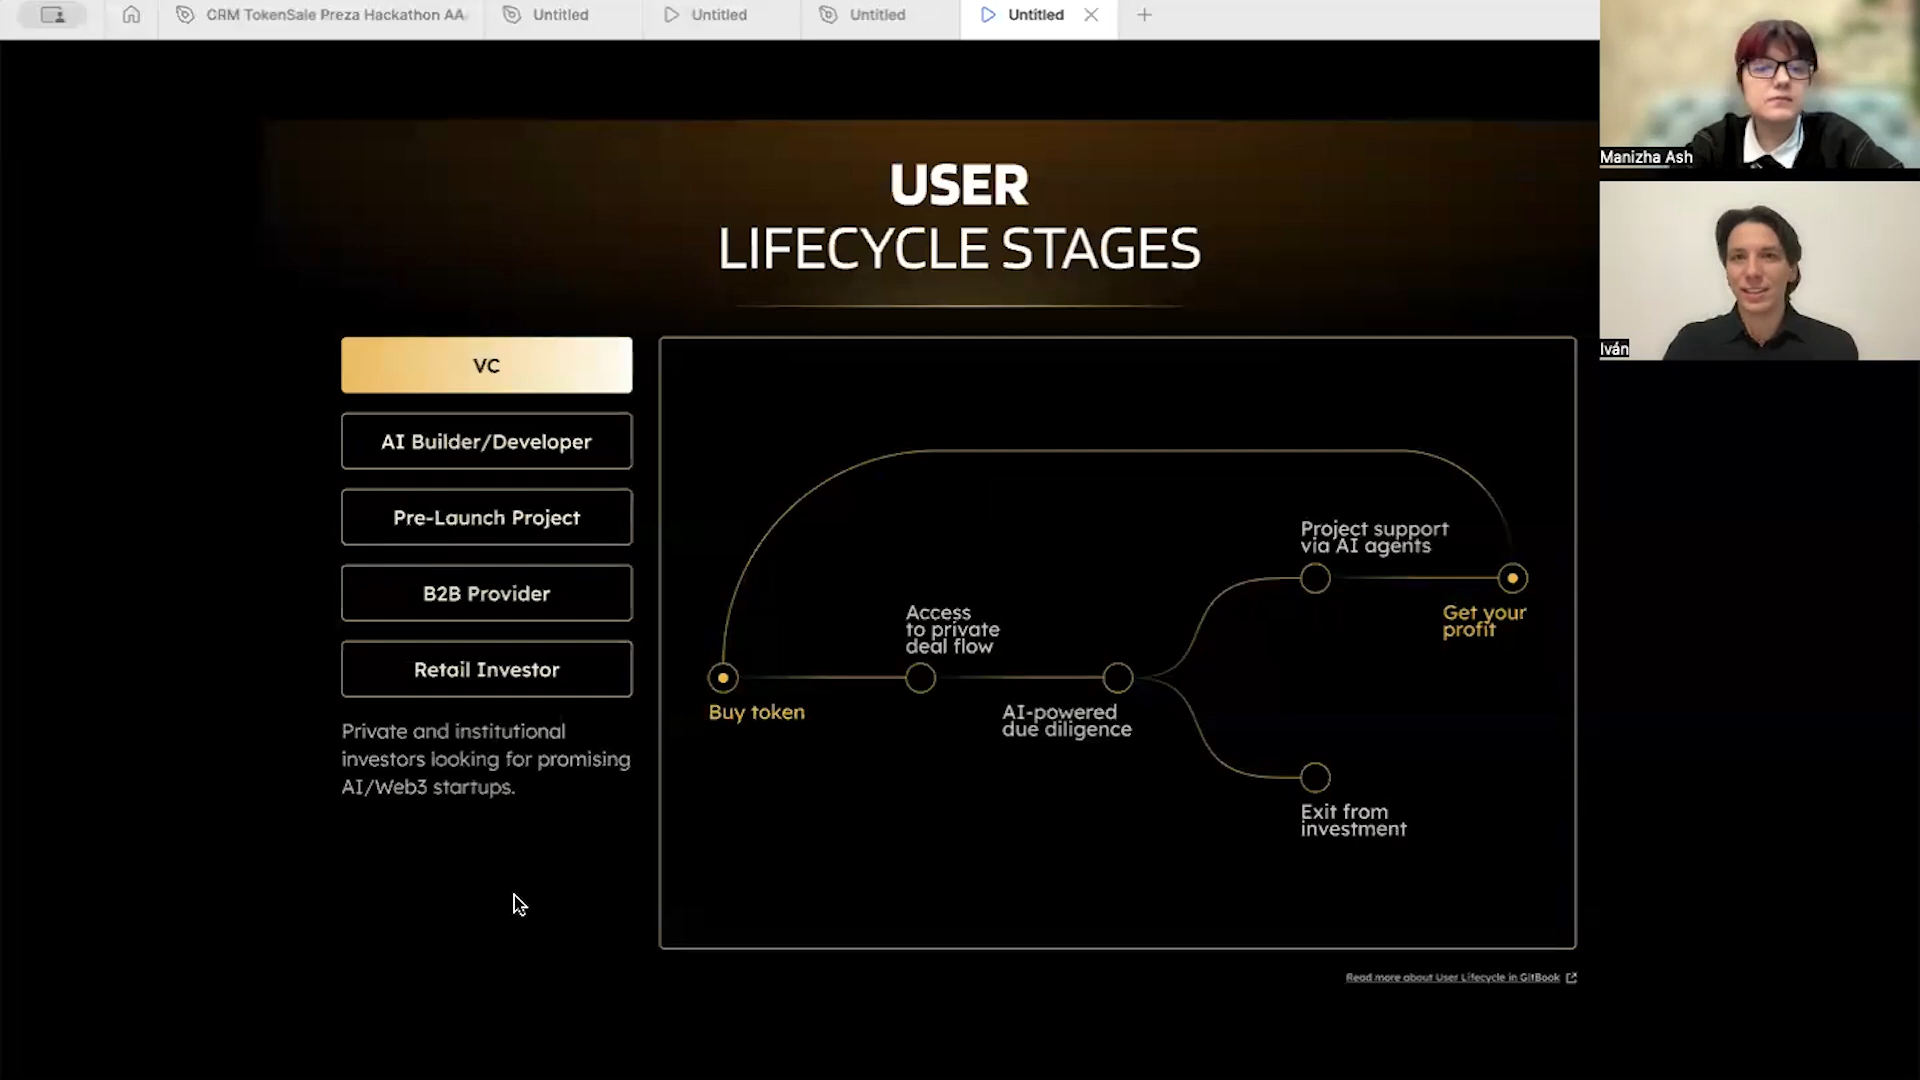 CRM TokenSale Preza Hackathon AA
Untitled
Untitled
Untitled
Untitled
Manizha Ash
Iván
USER
LIFECYCLE STAGES
VC
AI Builder/Developer
Pre-Launch Project
B2B Provider
Retail Investor
Private and institutional
investors looking for promising
AI/Web3 startups.
Buy token
Access
to private
deal flow
AI-powered
due diligence
Project support
via AI agents
Get your
profit
Exit from
investment
Read more about User Lifecycle in GitBook